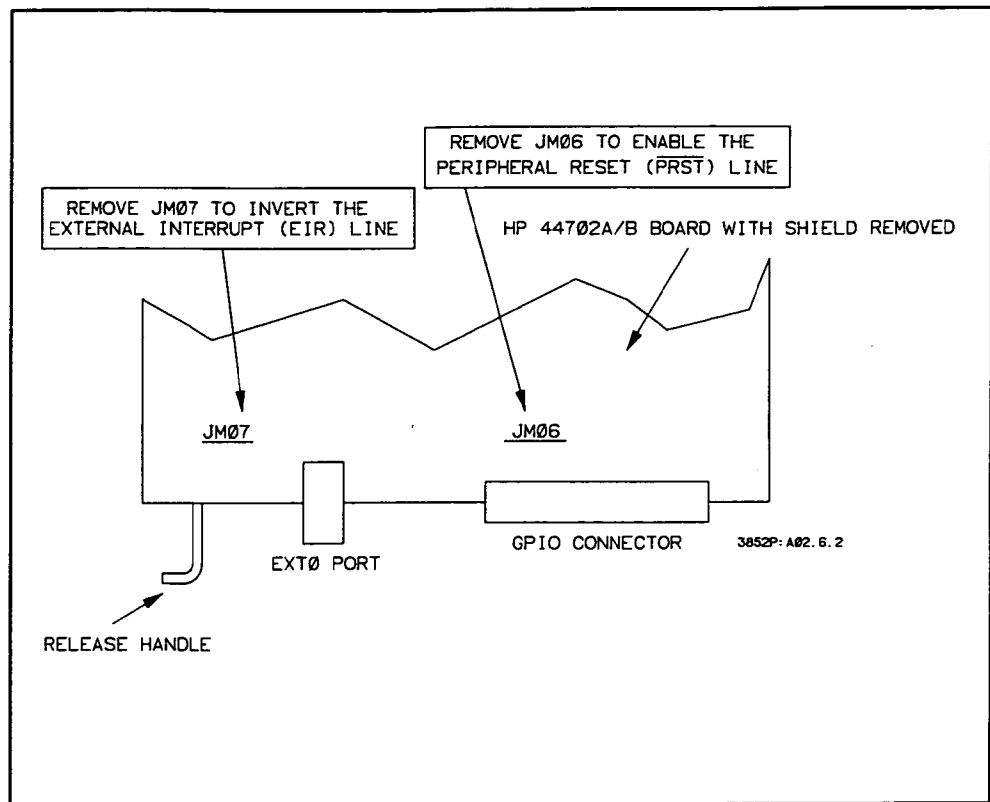 REMOVE JM06 TO ENABLE THE
PERIPHERAL RESET (P̅R̅S̅T̅) LINE
REMOVE JM07 TO INVERT THE
EXTERNAL INTERRUPT (EIR) LINE
HP 44702A/B BOARD WITH SHIELD REMOVED
JM07
JM06
EXT0 PORT
GPIO CONNECTOR
3852P:A02.6.2
RELEASE HANDLE